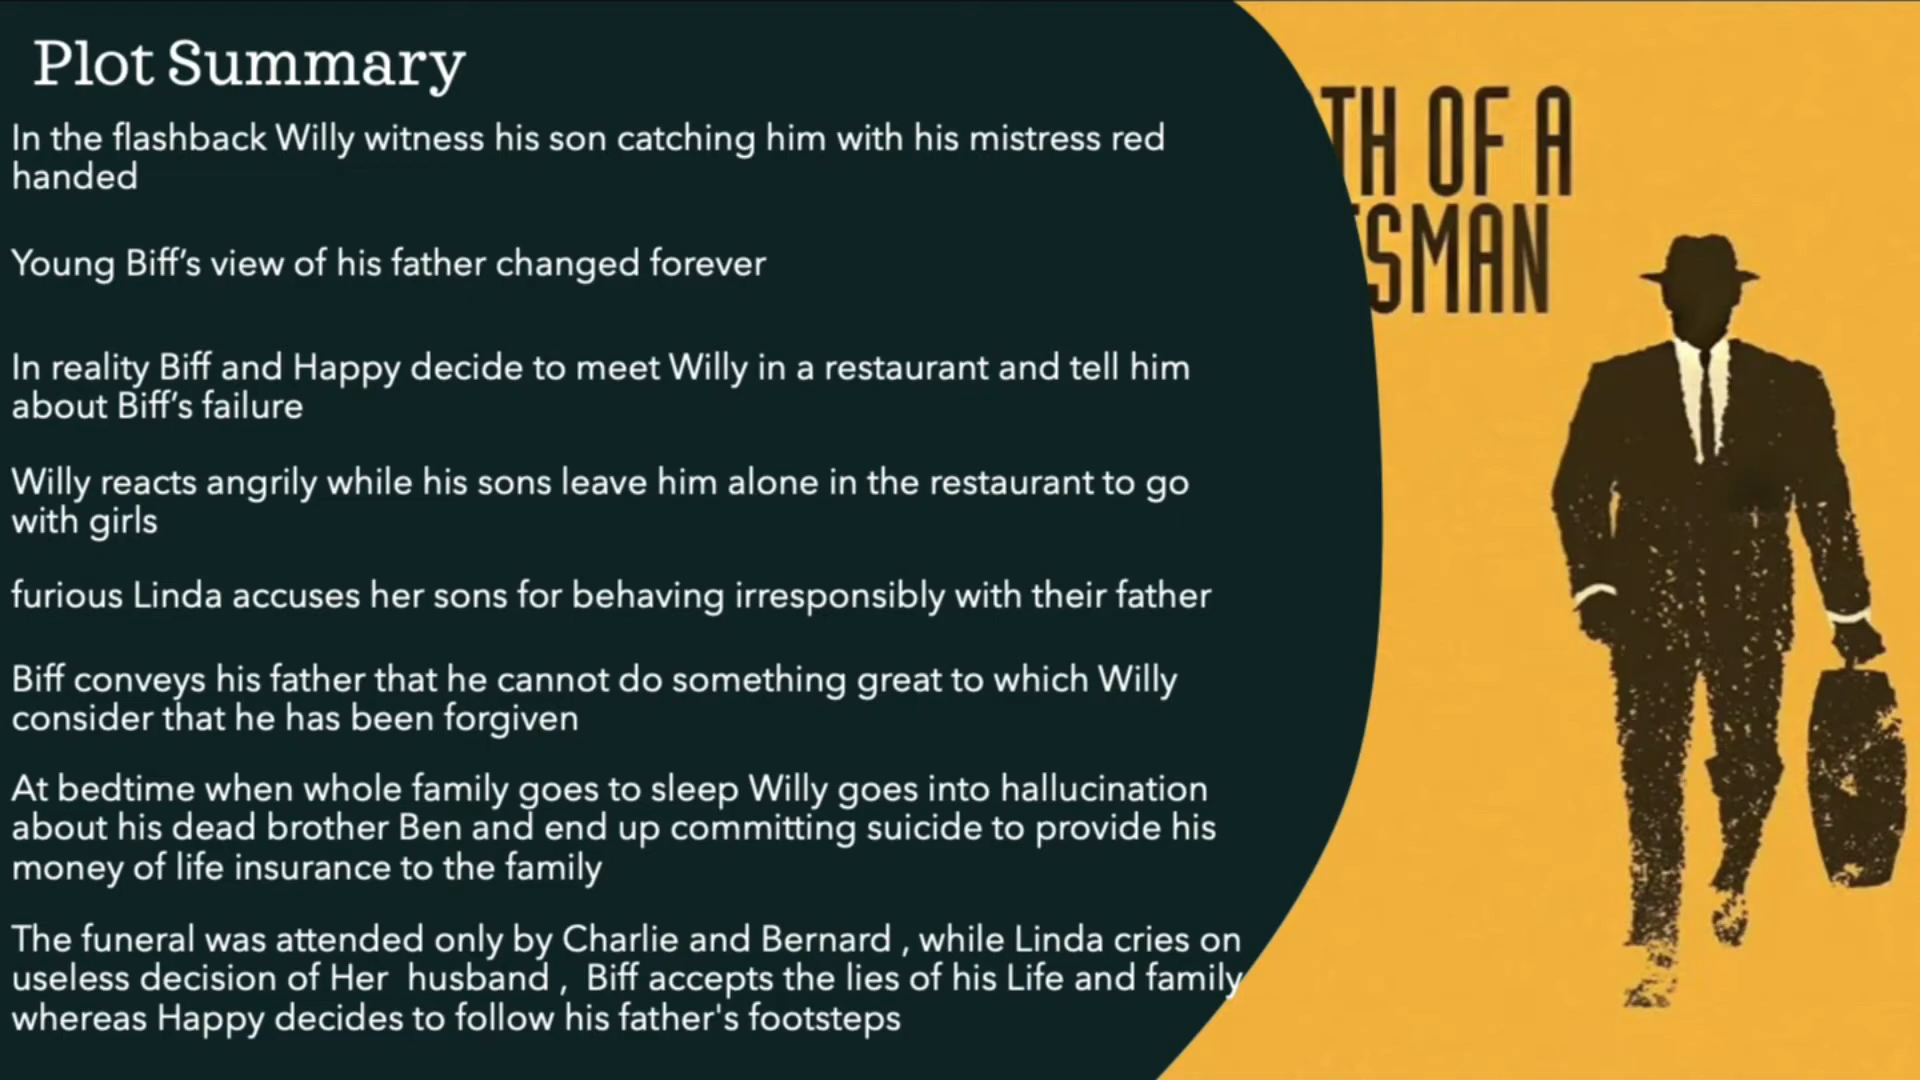 Plot Summary
In the flashback Willy witness his son catching him with his mistress red
handed
Young Biff's view of his father changed forever
In reality Biff and Happy decide to meet Willy in a restaurant and tell him
about Biff's failure
Willy reacts angrily while his sons leave him alone in the restaurant to go
with girls
furious Linda accuses her sons for behaving irresponsibly with their father
Biff conveys his father that he cannot do something great to which Willy
consider that he has been forgiven
At bedtime when whole family goes to sleep Willy goes into hallucination
about his dead brother Ben and end up committing suicide to provide his
money of life insurance to the family
The funeral was attended only by Charlie and Bernard , while Linda cries on
useless decision of Her husband , Biff accepts the lies of his Life and family
whereas Happy decides to follow his father's footsteps
TH OF A
SMAN